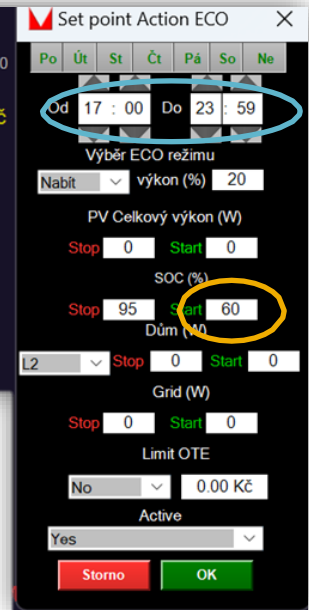 Set point Action ECO
Po Út St Čt Pá So Ne
0
č
Od 17 : 00 Do 23 : 59
Výběr ECO režimu
Nabít výkon (%) 20
PV Celkový výkon (W)
Stop 0 Start 0
SOC (%)
Stop 95 Start 60
Dům (W)
L2 Stop 0 Start 0
Grid (W)
Stop 0 Start 0
Limit OTE
No 0.00 Kč
Active
Yes
Storno OK